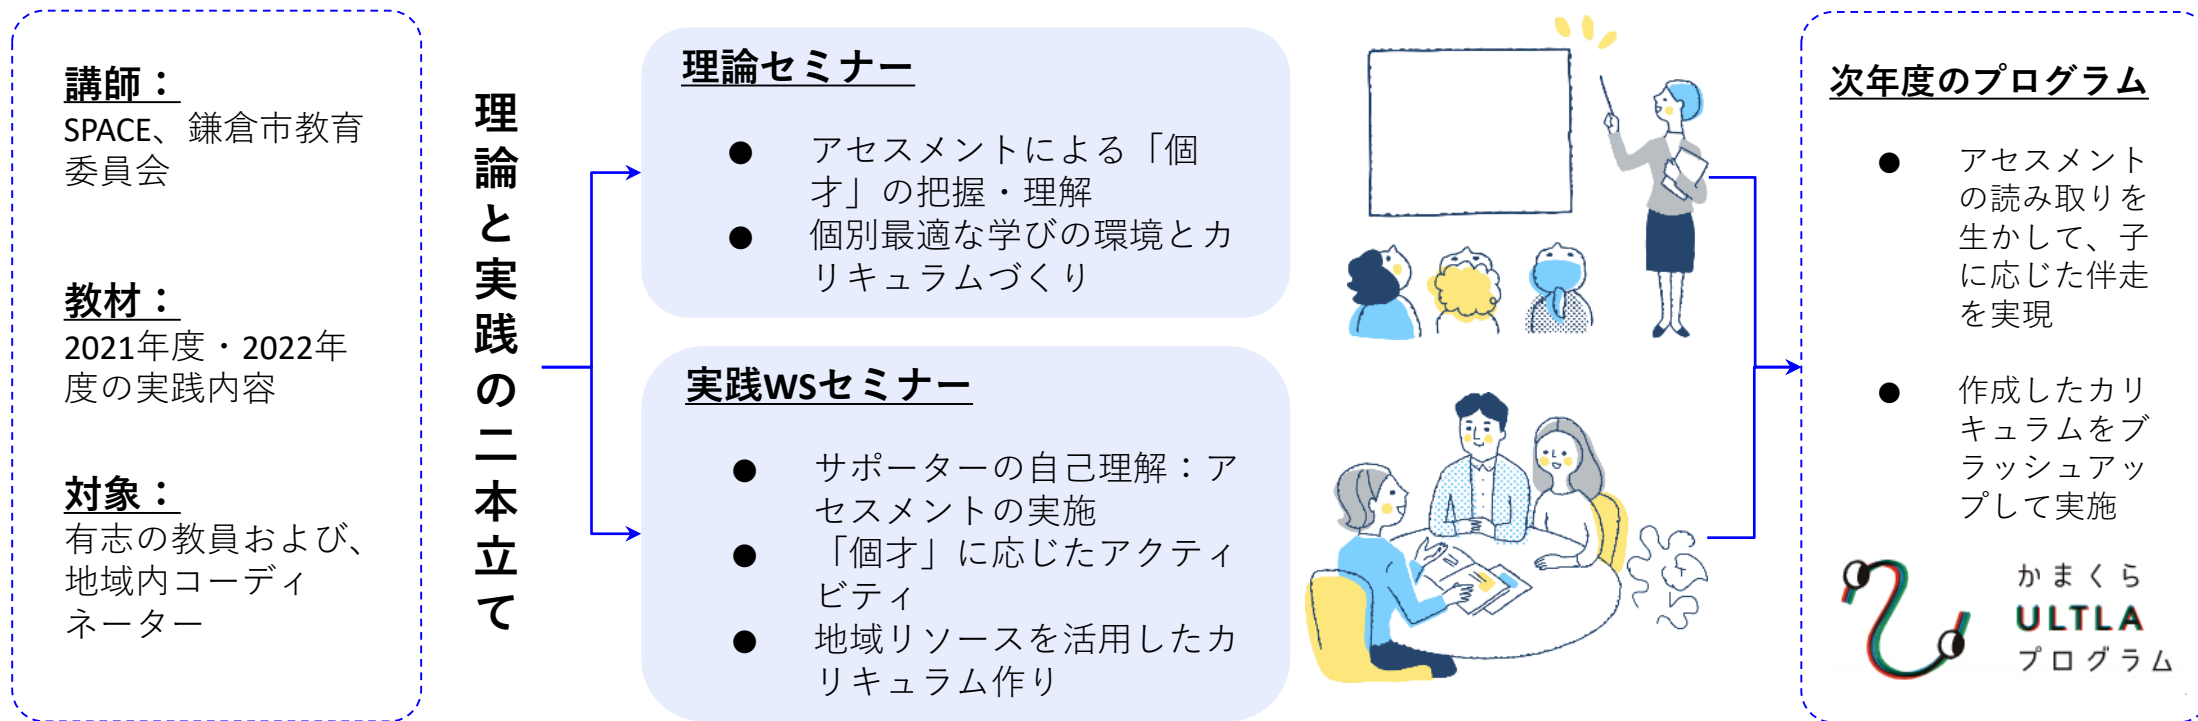 講師：
SPACE、鎌倉市教育
委員会
教材：
2021年度・2022年
度の実践内容
対象：
有志の教員および、
地域内コーディ
ネーター
理論と実践の二本立て
理論セミナー
● アセスメントによる「個
才」の把握・理解
● 個別最適な学びの環境とカ
リキュラムづくり
実践WSセミナー
● サポーターの自己理解：ア
セスメントの実施
● 「個才」に応じたアクティ
ビティ
● 地域リソースを活用したカ
リキュラム作り
次年度のプログラム
● アセスメント
の読み取りを
生かして、子
に応じた伴走
を実現
● 作成したカリ
キュラムをブ
ラッシュアッ
プして実施
かまくら
ULTLA
プログラム